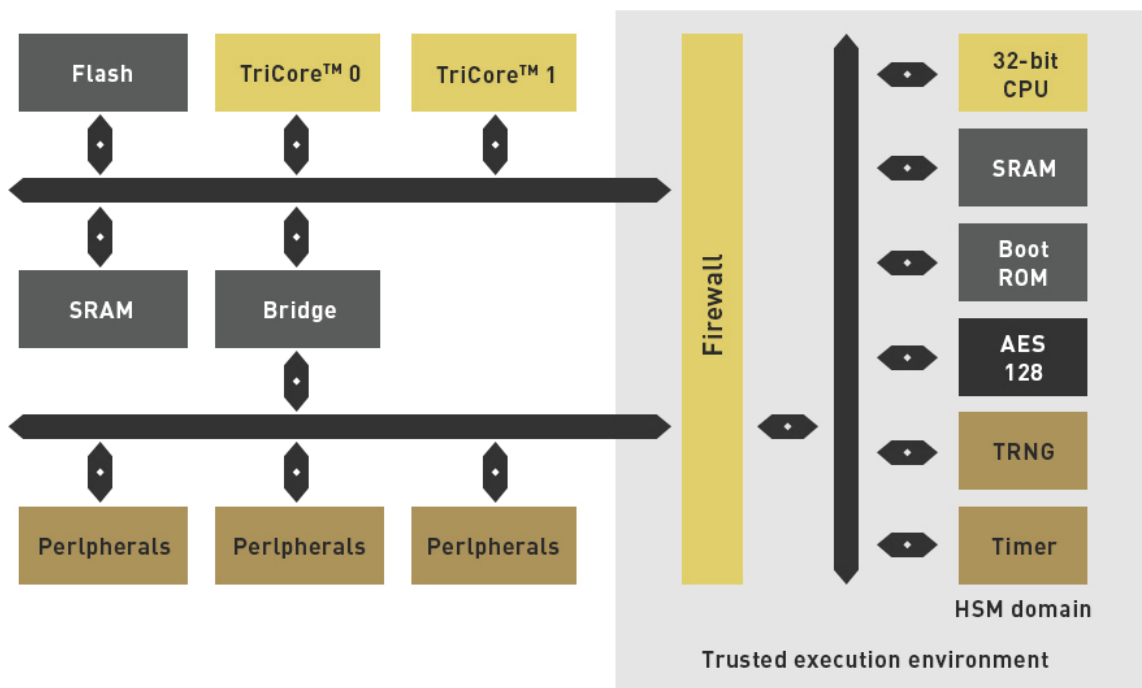 Flash
TriCore™ 0
TriCore™ 1
SRAM
Bridge
Perlpherals
Perlpherals
Perlpherals
Firewall
32-bit
CPU
SRAM
Boot
ROM
AES
128
TRNG
Timer
HSM domain
Trusted execution environment